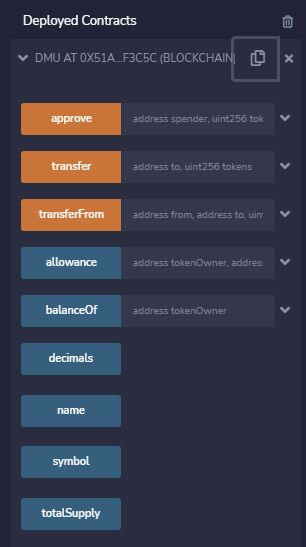 Deployed Contracts
DMU AT 0X51A...F3C5C (BLOCKCHAIN)
approve address spender, uint256 tok
transfer address to, uint256 tokens
transferFrom address from, address to, uin
allowance address tokenOwner, addres
balanceOf address tokenOwner
decimals
name
symbol
totalSupply